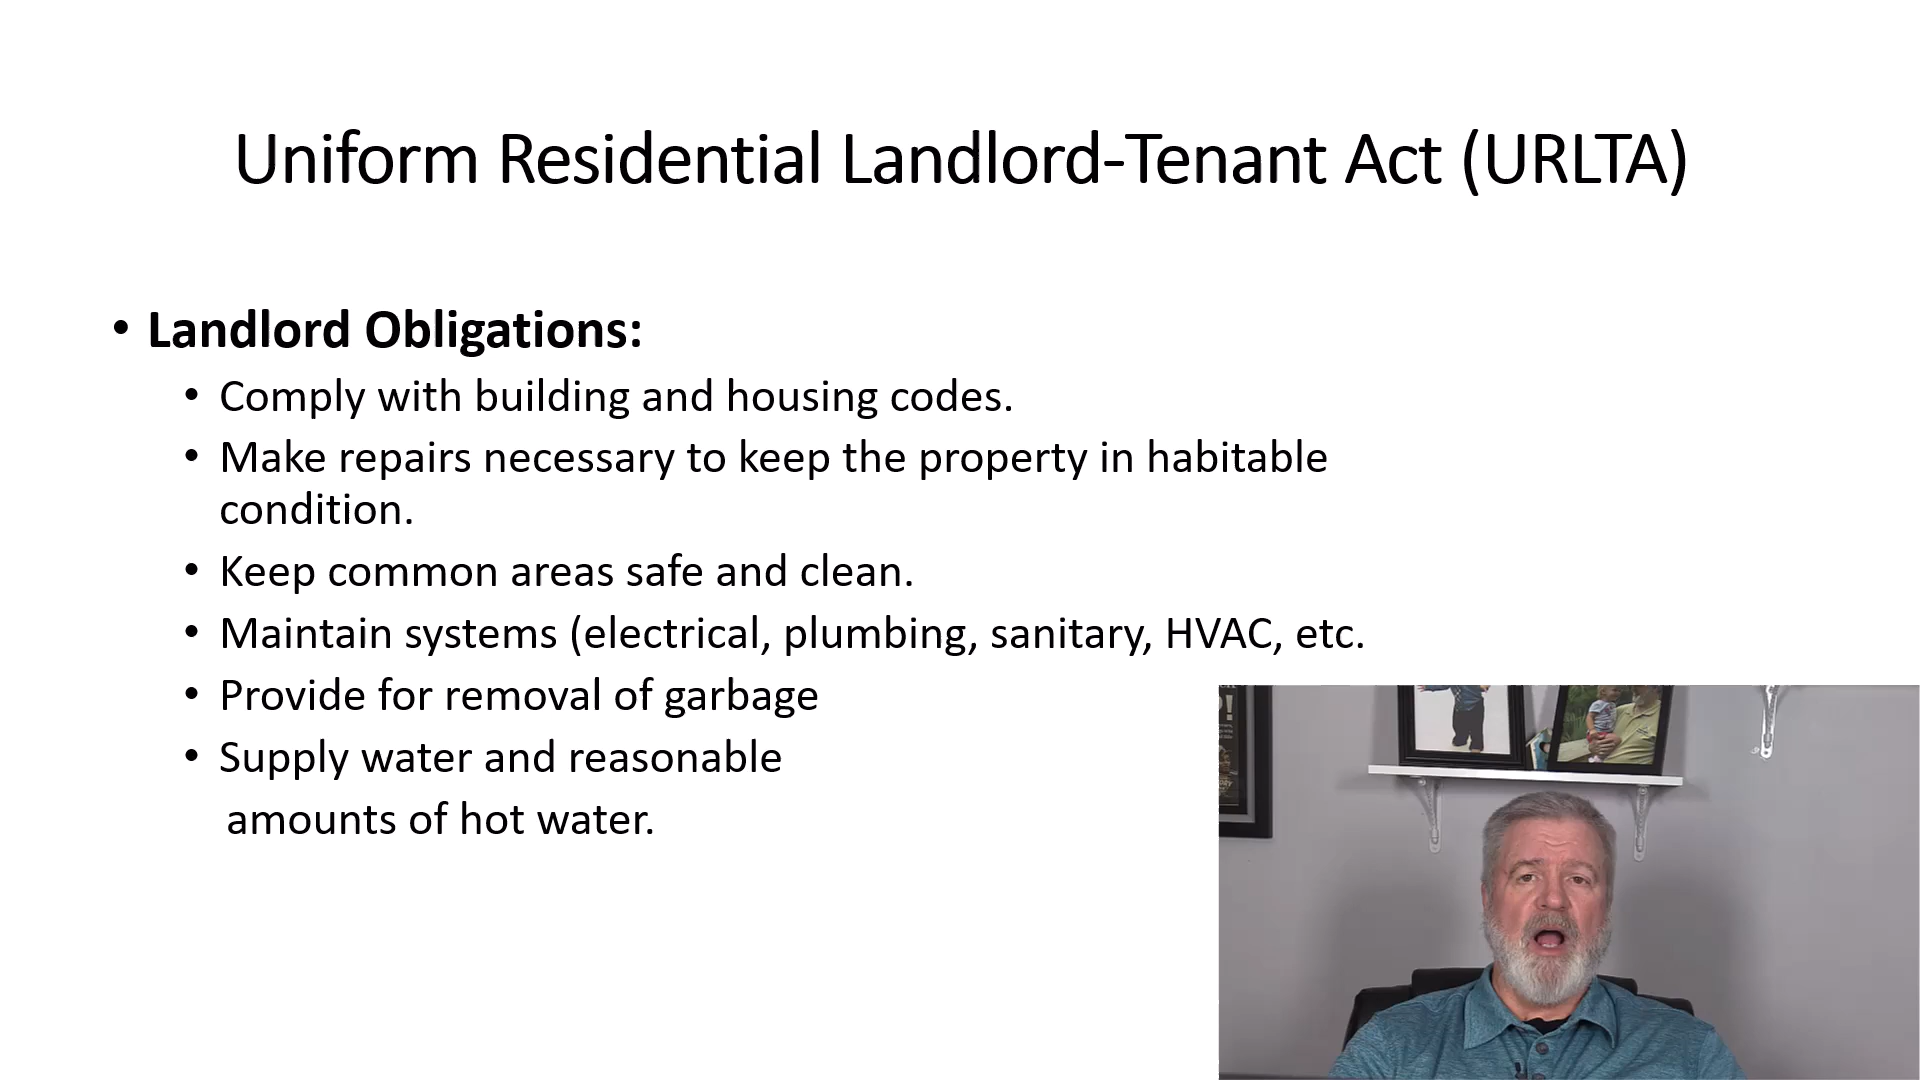 Uniform Residential Landlord-Tenant Act (URLTA)
• Landlord Obligations:
• Comply with building and housing codes.
• Make repairs necessary to keep the property in habitable
condition.
• Keep common areas safe and clean.
• Maintain systems (electrical, plumbing, sanitary, HVAC, etc.
• Provide for removal of garbage
• Supply water and reasonable
amounts of hot water.